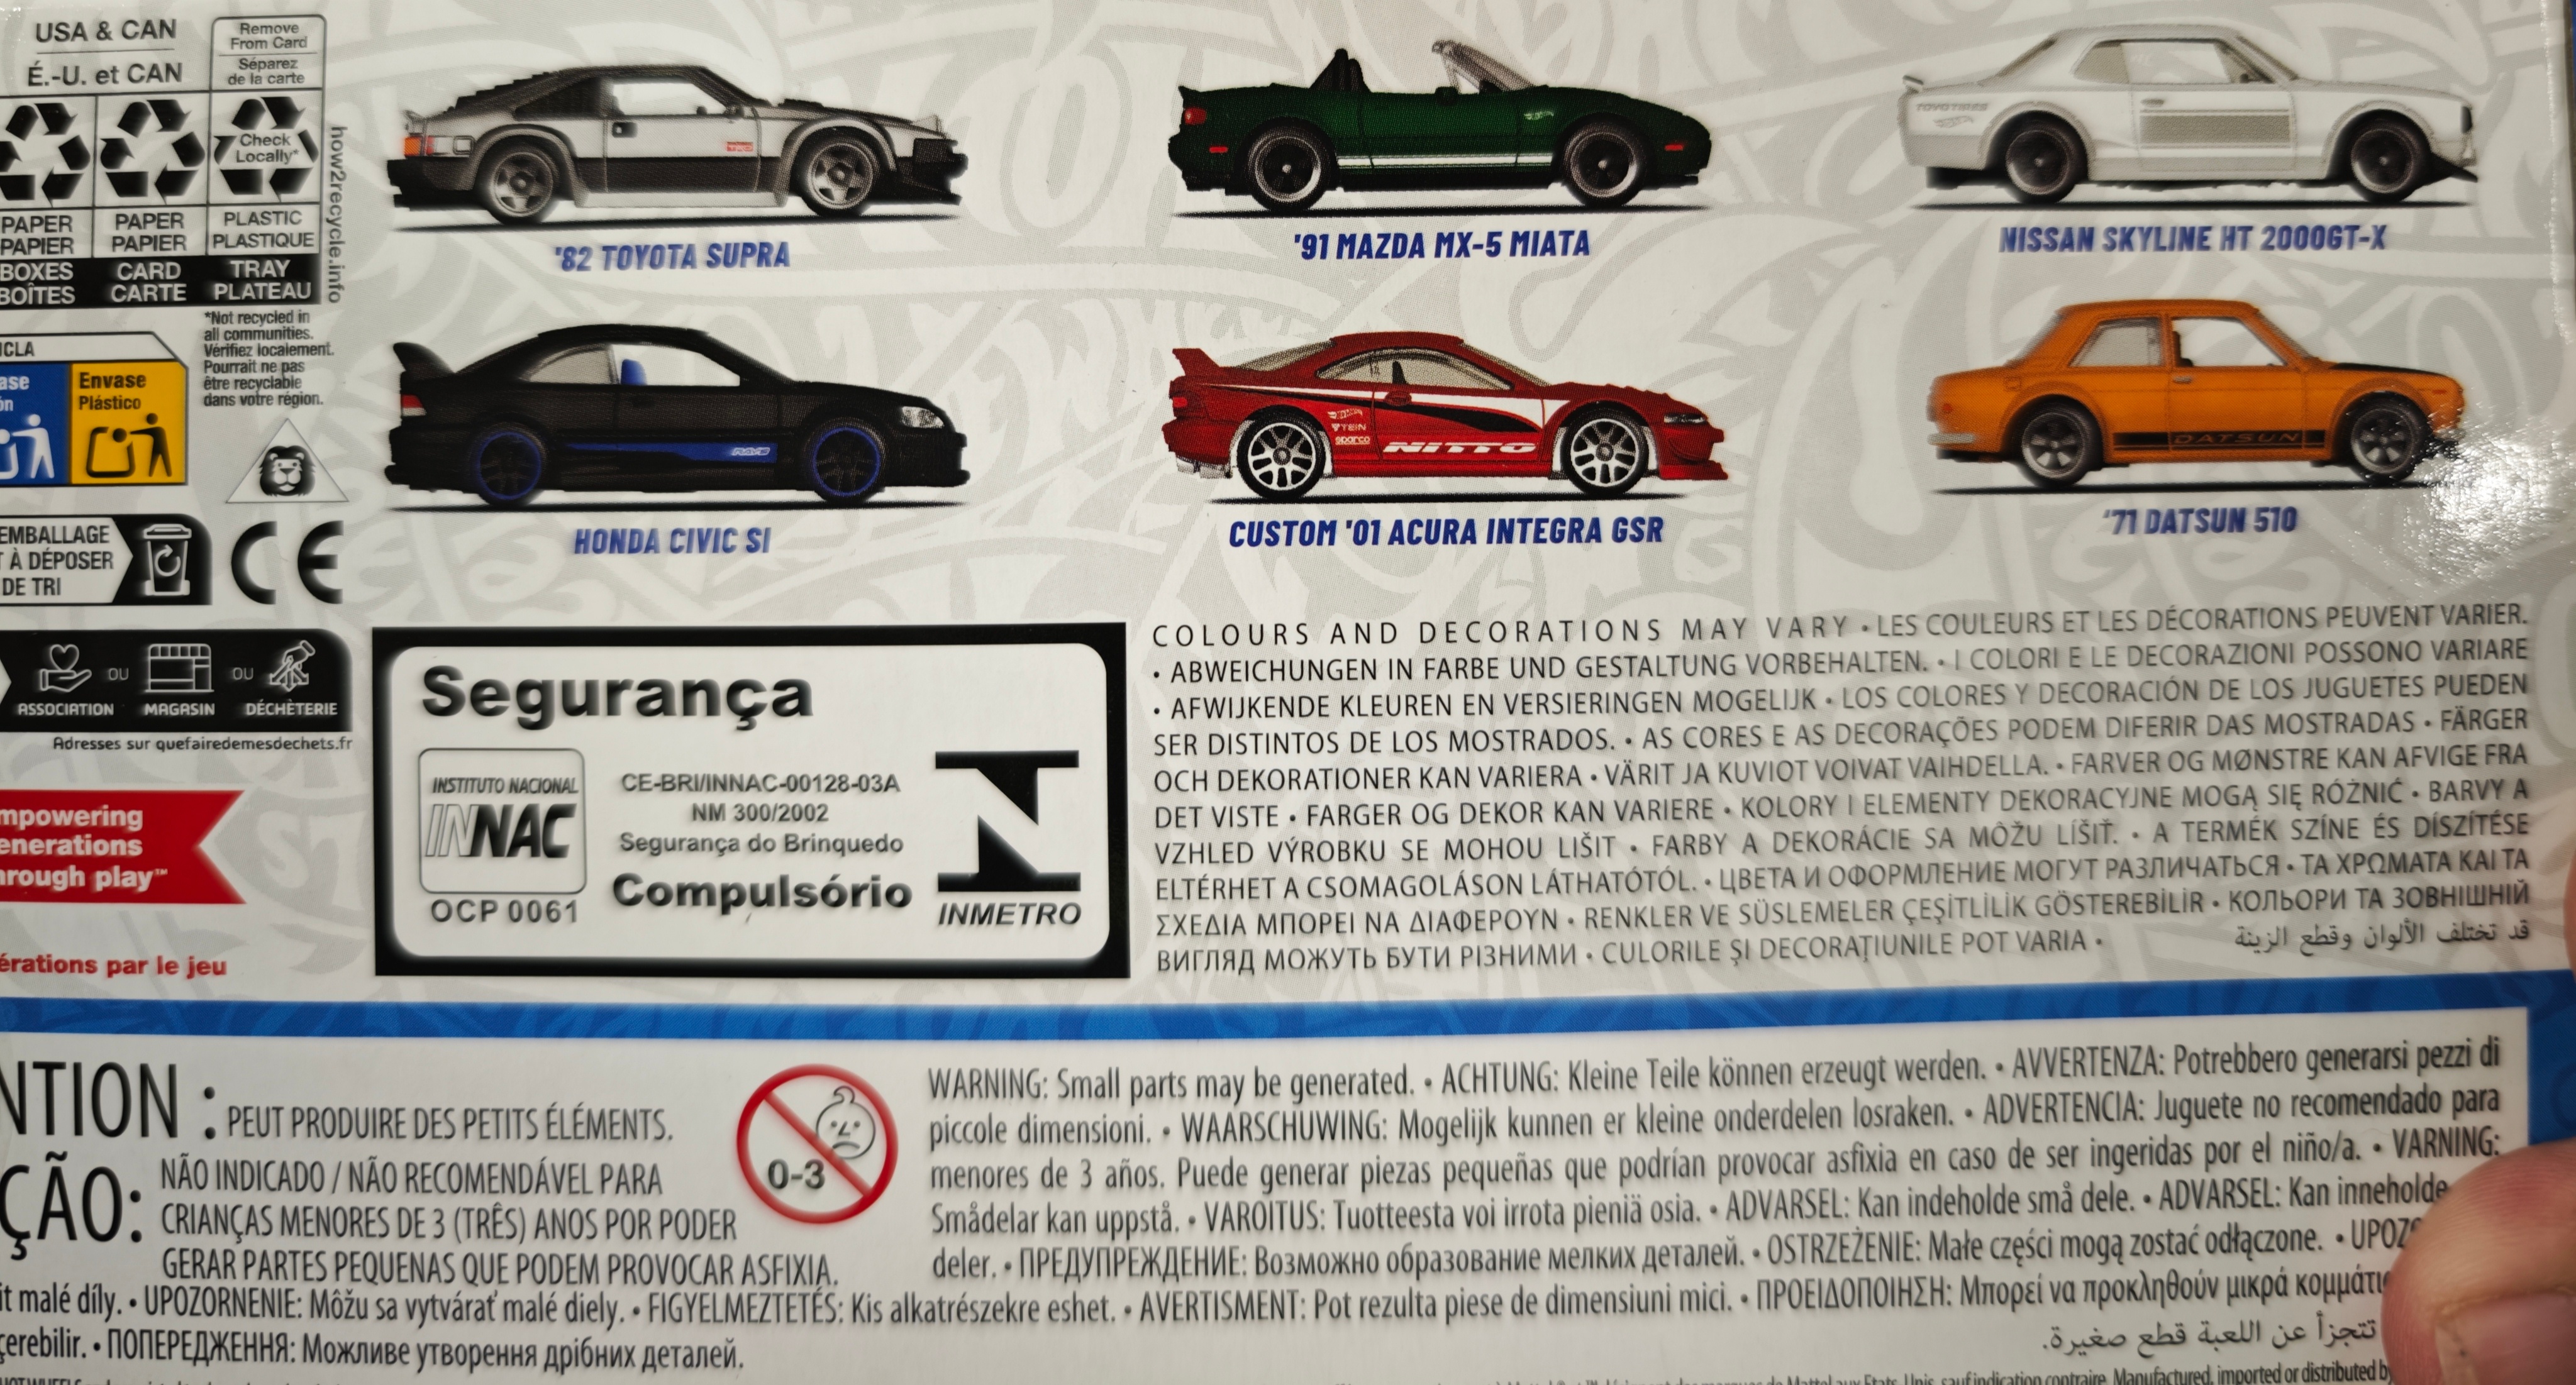 USA & CAN
É.-U. et CAN
Remove
From Card
Séparez
de la carte
Check
Locally*
PAPER
PAPIER
BOXES
BOÎTES
PAPER
PAPIER
CARD
CARTE
PLASTIC
PLASTIQUE
TRAY
PLATEAU
how2recycle.info
*Not recycled in
all communities.
Vérifiez localement.
Pourrait ne pas
être recyclable
dans votre région.
Envase
Plástico
EMBALLAGE
À DÉPOSER
DE TRI
CE
ASSOCIATION
OU
MAGASIN
OU
DÉCHÈTERIE
Adresses sur quefairedemesdechets.fr
mpowering
enerations
hrough play™
érations par le jeu
'82 TOYOTA SUPRA
'91 MAZDA MX-5 MIATA
TOYO TIRES
NISSAN SKYLINE HT 2000GT-X
HONDA CIVIC SI
TEIN
sparco
NITTO
CUSTOM '01 ACURA INTEGRA GSR
DATSUN
'71 DATSUN 510
Segurança
INSTITUTO NACIONAL
INNAC
OCP 0061
CE-BRI/INNAC-00128-03A
NM 300/2002
Segurança do Brinquedo
Compulsório
INMETRO
COLOURS AND DECORATIONS MAY VARY • LES COULEURS ET LES DÉCORATIONS PEUVENT VARIER.
• ABWEICHUNGEN IN FARBE UND GESTALTUNG VORBEHALTEN. • I COLORI E LE DECORAZIONI POSSONO VARIARE
• AFWIJKENDE KLEUREN EN VERSIERINGEN MOGELIJK • LOS COLORES Y DECORACIÓN DE LOS JUGUETES PUEDEN
SER DISTINTOS DE LOS MOSTRADOS. • AS CORES E AS DECORAÇÕES PODEM DIFERIR DAS MOSTRADAS • FÄRGER
OCH DEKORATIONER KAN VARIERA • VÄRIT JA KUVIOT VOIVAT VAIHDELLA. • FARVER OG MØNSTRE KAN AFVIGE FRA
DET VISTE • FARGER OG DEKOR KAN VARIERE • KOLORY I ELEMENTY DEKORACYJNE MOGĄ SIĘ RÓŻNIĆ • BARVY A
VZHLED VÝROBKU SE MOHOU LIŠIT • FARBY A DEKORÁCIE SA MÔŽU LÍŠIŤ. • A TERMÉK SZÍNE ÉS DÍSZÍTÉSE
ELTÉRHET A CSOMAGOLÁSON LÁTHATÓTÓL. • ЦВЕТА И ОФОРМЛЕНИЕ МОГУТ РАЗЛИЧАТЬСЯ • ΤΑ ΧΡΩΜΑΤΑ ΚΑΙ ΤΑ
ΣΧΕΔΙΑ ΜΠΟΡΕΙ ΝΑ ΔΙΑΦΕΡΟΥΝ • RENKLER VE SÜSLEMELER ÇEŞİTLİLİK GÖSTEREBİLİR • КОЛЬОРИ ТА ЗОВНІШНІЙ
ВИГЛЯД МОЖУТЬ БУТИ РІЗНИМИ • CULORILE ŞI DECORAŢIUNILE POT VARIA • قد تختلف الألوان وقطع الزينة
NTION : PEUT PRODUIRE DES PETITS ÉLÉMENTS.
ÇÃO: NÃO INDICADO / NÃO RECOMENDÁVEL PARA
CRIANÇAS MENORES DE 3 (TRÊS) ANOS POR PODER
GERAR PARTES PEQUENAS QUE PODEM PROVOCAR ASFIXIA.
0-3
WARNING: Small parts may be generated. • ACHTUNG: Kleine Teile können erzeugt werden. • AVVERTENZA: Potrebbero generarsi pezzi di
piccole dimensioni. • WAARSCHUWING: Mogelijk kunnen er kleine onderdelen losraken. • ADVERTENCIA: Juguete no recomendado para
menores de 3 años. Puede generar piezas pequeñas que podrían provocar asfixia en caso de ser ingeridas por el niño/a. • VARNING:
Smådelar kan uppstå. • VAROITUS: Tuotteesta voi irrota pieniä osia. • ADVARSEL: Kan indeholde små dele. • ADVARSEL: Kan inneholde
deler. • ПРЕДУПРЕЖДЕНИЕ: Возможно образование мелких деталей. • OSTRZEŻENIE: Małe części mogą zostać odłączone. • UPOZ
it malé díly. • UPOZORNENIE: Môžu sa vytvárať malé diely. • FIGYELMEZTETÉS: Kis alkatrészekre eshet. • AVERTISMENT: Pot rezulta piese de dimensiuni mici. • ΠΡΟΕΙΔΟΠΟΙΗΣΗ: Μπορεί να προκληθούν μικρά κομμάτι
çerebilir. • ПОПЕРЕДЖЕННЯ: Можливе утворення дрібних деталей. تتجزأ عن اللعبة قطع صغيرة.
Manufactured, imported or distributed by